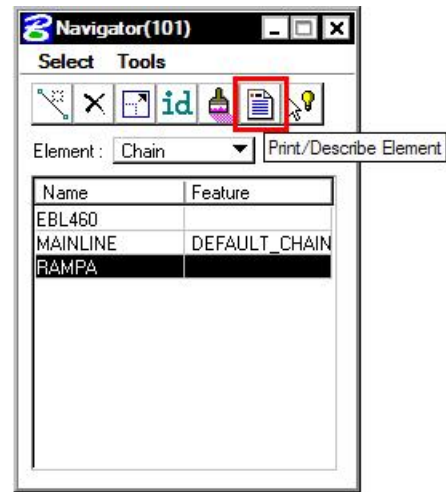 Navigator(101)
Select Tools
id
Print/Describe Element
Element : Chain
Name Feature
EBL460
MAINLINE DEFAULT_CHAIN
RAMPA